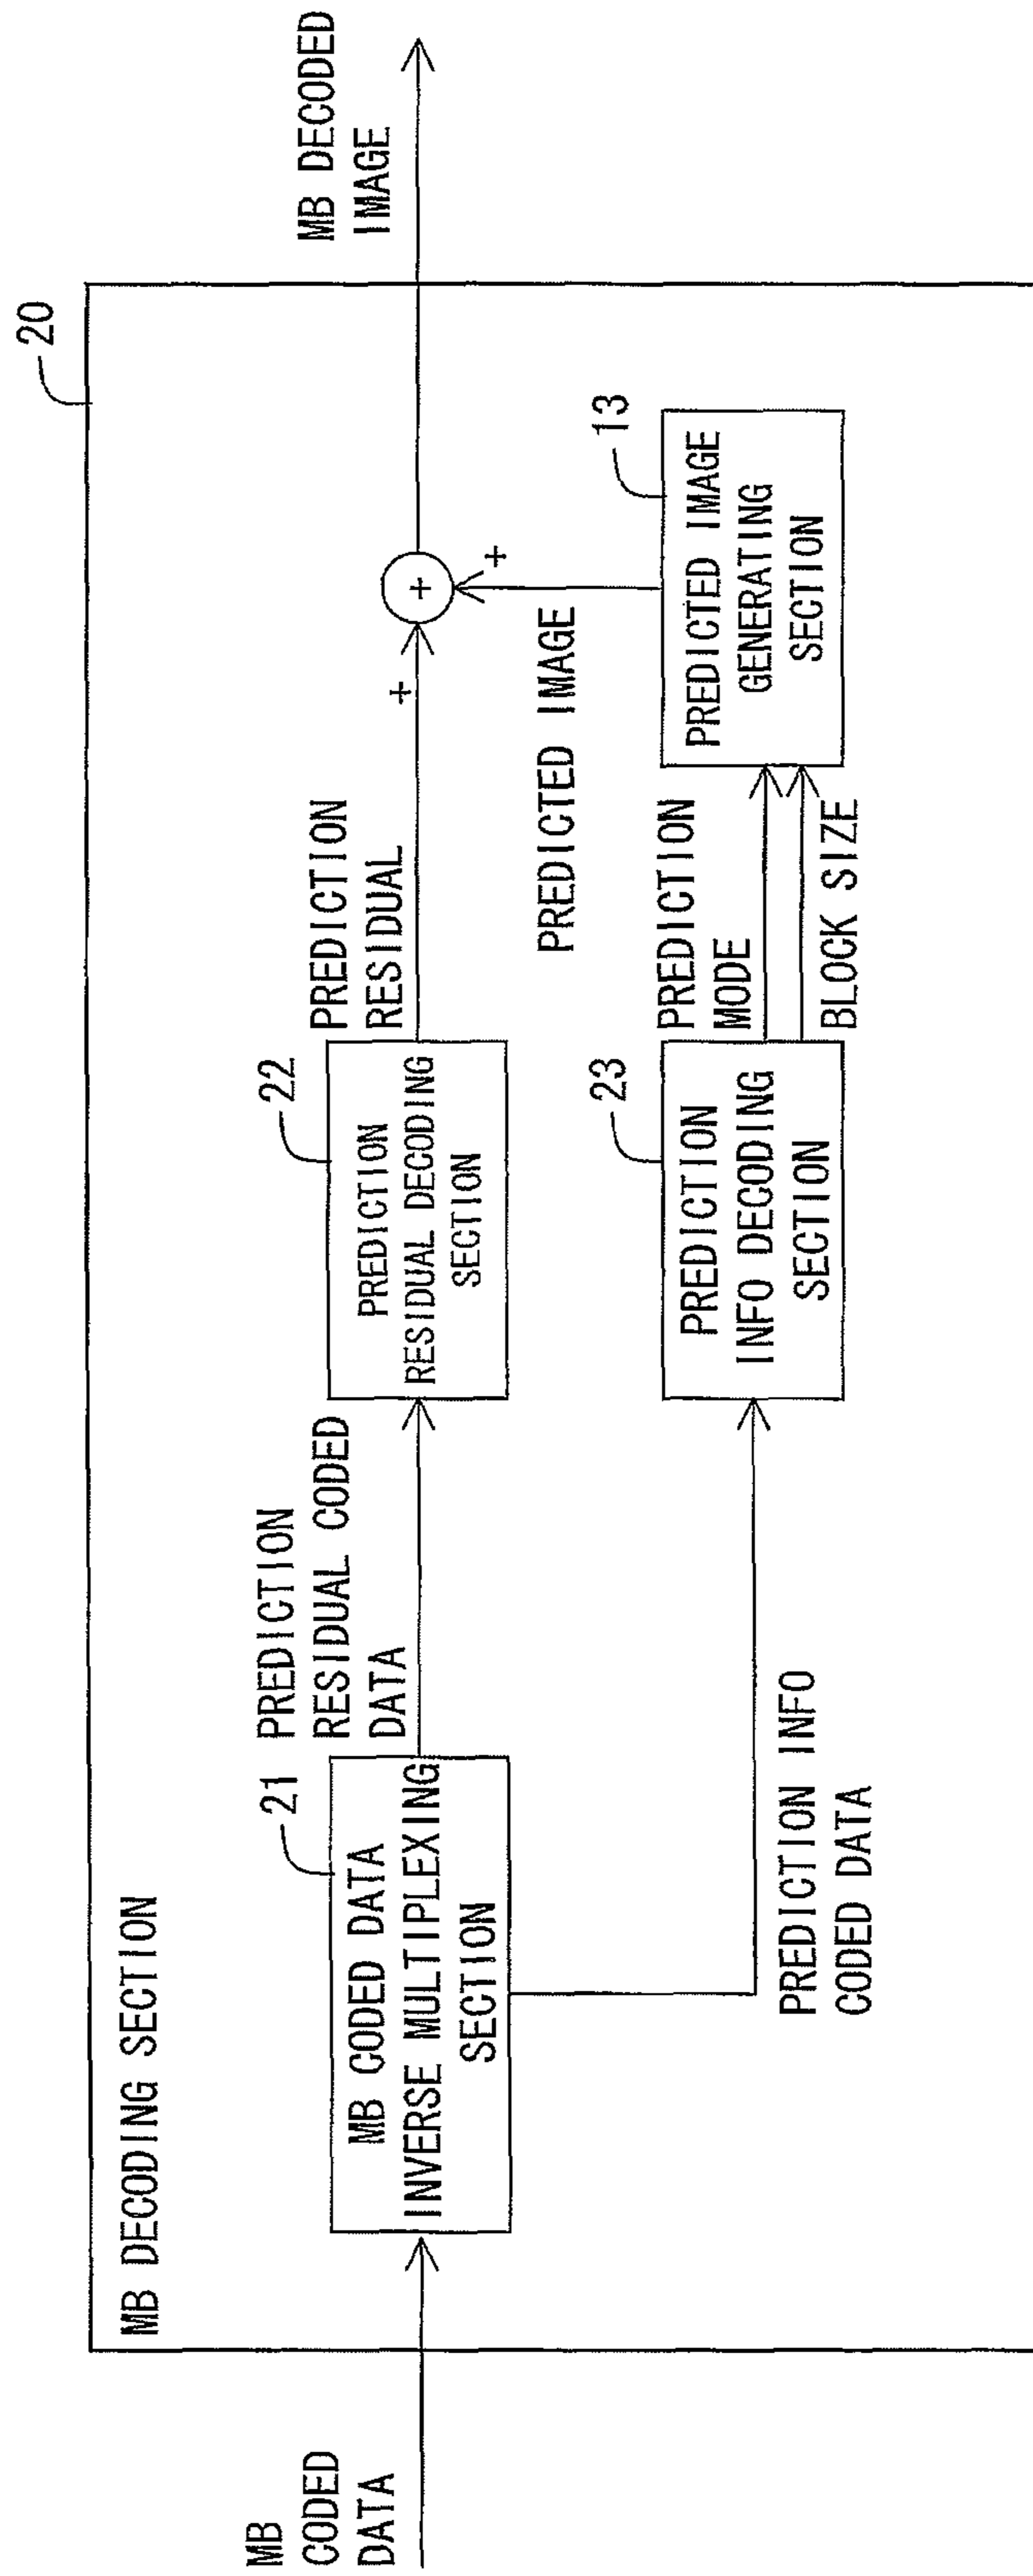 MB DECODING SECTION
20
MB
CODED
DATA
21
MB CODED DATA
INVERSE MULTIPLEXING
SECTION
PREDICTION
RESIDUAL CODED
DATA
22
PREDICTION
RESIDUAL DECODING
SECTION
PREDICTION
RESIDUAL
+
+
+
MB DECODED
IMAGE
PREDICTION INFO
CODED DATA
23
PREDICTION
INFO DECODING
SECTION
PREDICTION
MODE
BLOCK SIZE
PREDICTED IMAGE
13
PREDICTED IMAGE
GENERATING
SECTION